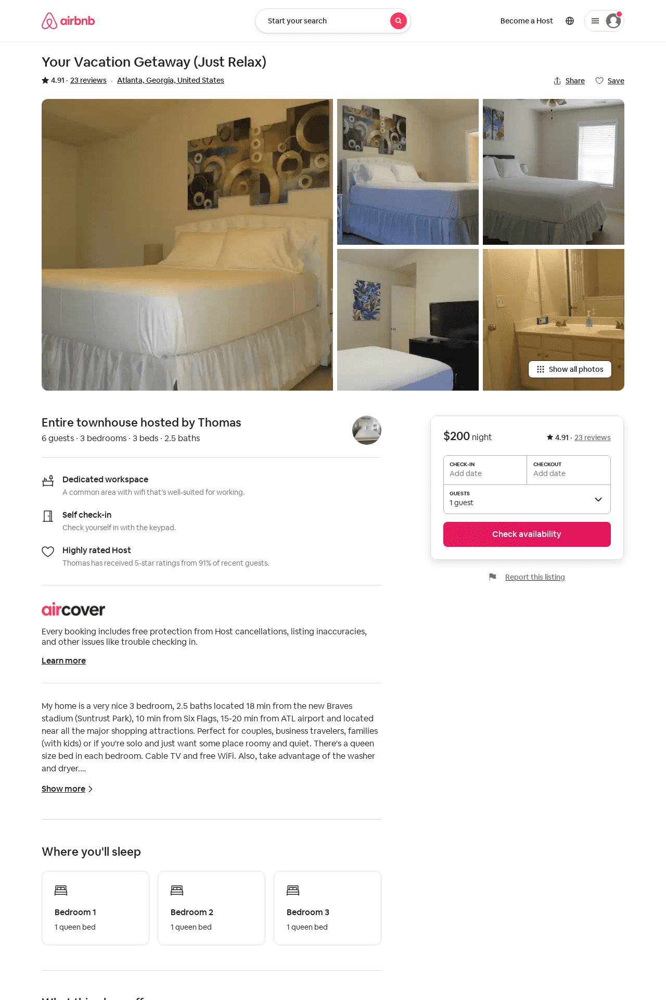 airbnb
Start your search
Become a Host
Your Vacation Getaway (Just Relax)
4.91 · 23 reviews · Atlanta, Georgia, United States
Share
Save
Show all photos
Entire townhouse hosted by Thomas
6 guests · 3 bedrooms · 3 beds · 2.5 baths
Dedicated workspace
A common area with wifi that’s well-suited for working.
Self check-in
Check yourself in with the keypad.
Highly rated Host
Thomas has received 5-star ratings from 91% of recent guests.
$200 night
4.91 · 23 reviews
CHECK-IN
Add date
CHECKOUT
Add date
GUESTS
1 guest
Check availability
Report this listing
aircover
Every booking includes free protection from Host cancellations, listing inaccuracies,
and other issues like trouble checking in.
Learn more
My home is a very nice 3 bedroom, 2.5 baths located 18 min from the new Braves
stadium (Suntrust Park), 10 min from Six Flags, 15-20 min from ATL airport and located
near all the major shopping attractions. Perfect for couples, business travelers, families
(with kids) or if you're solo and just want some place roomy and quiet. There's a queen
size bed in each bedroom. Cable TV and free WiFi. Also, take advantage of the washer
and dryer....
Show more
Where you'll sleep
Bedroom 1
1 queen bed
Bedroom 2
1 queen bed
Bedroom 3
1 queen bed